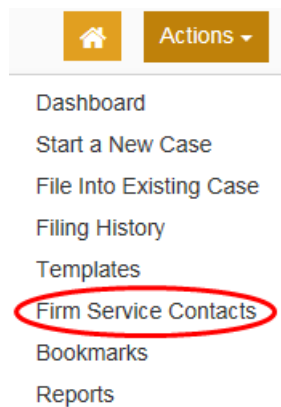 Actions
Dashboard
Start a New Case
File Into Existing Case
Filing History
Templates
Firm Service Contacts
Bookmarks
Reports